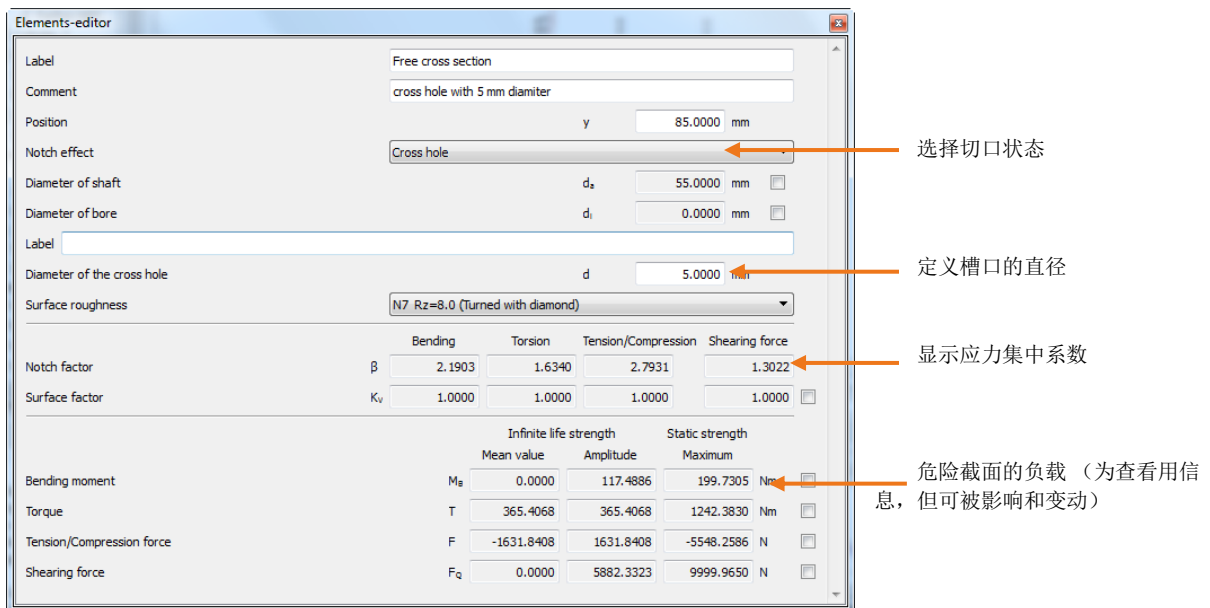 Elements-editor
Label Free cross section
Comment cross hole with 5 mm diamiter
Position y 85.0000 mm
Notch effect Cross hole
选择切口状态
Diameter of shaft dₐ 55.0000 mm
Diameter of bore dᵢ 0.0000 mm
Label
Diameter of the cross hole d 5.0000 mm
定义槽口的直径
Surface roughness N7 Rz=8.0 (Turned with diamond)
Bending Torsion Tension/Compression Shearing force
Notch factor β 2.1903 1.6340 2.7931 1.3022
显示应力集中系数
Surface factor Kᵥ 1.0000 1.0000 1.0000 1.0000
Infinite life strength Static strength
Mean value Amplitude Maximum
Bending moment Mв 0.0000 117.4886 199.7305 Nm
危险截面的负载 （为查看用信
息，但可被影响和变动）
Torque T 365.4068 365.4068 1242.3830 Nm
Tension/Compression force F -1631.8408 1631.8408 -5548.2586 N
Shearing force FQ 0.0000 5882.3323 9999.9650 N